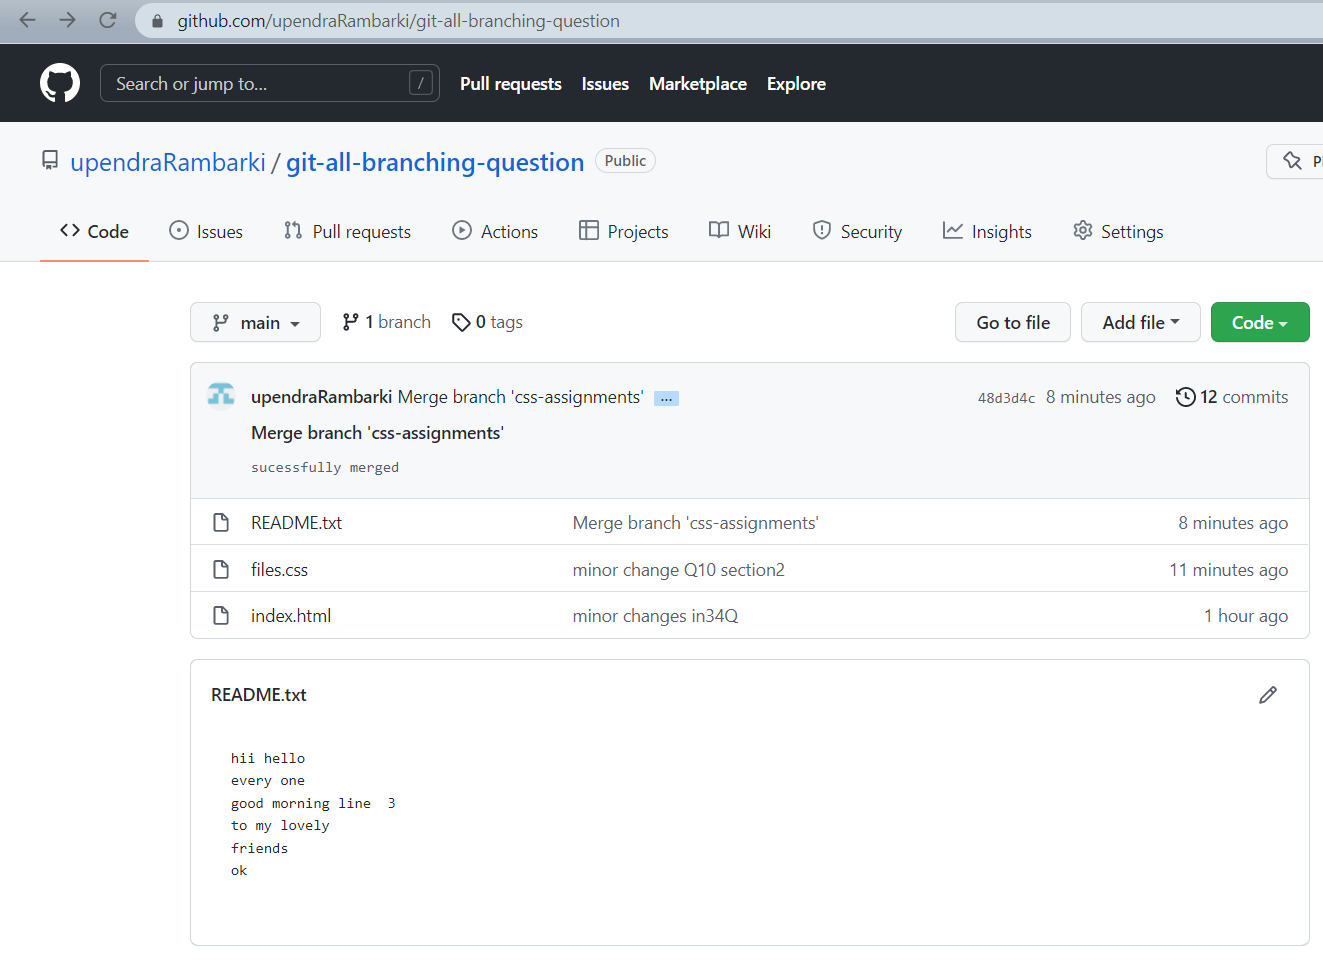 github.com/upendraRambarki/git-all-branching-question
Search or jump to... /
Pull requests Issues Marketplace Explore
upendraRambarki / git-all-branching-question Public
Code Issues Pull requests Actions Projects Wiki Security Insights Settings
main 1 branch 0 tags Go to file Add file Code
upendraRambarki Merge branch 'css-assignments' ... 48d3d4c 8 minutes ago 12 commits
Merge branch 'css-assignments'
sucessfully merged
README.txt Merge branch 'css-assignments' 8 minutes ago
files.css minor change Q10 section2 11 minutes ago
index.html minor changes in34Q 1 hour ago
README.txt
hii hello
every one
good morning line  3
to my lovely
friends
ok